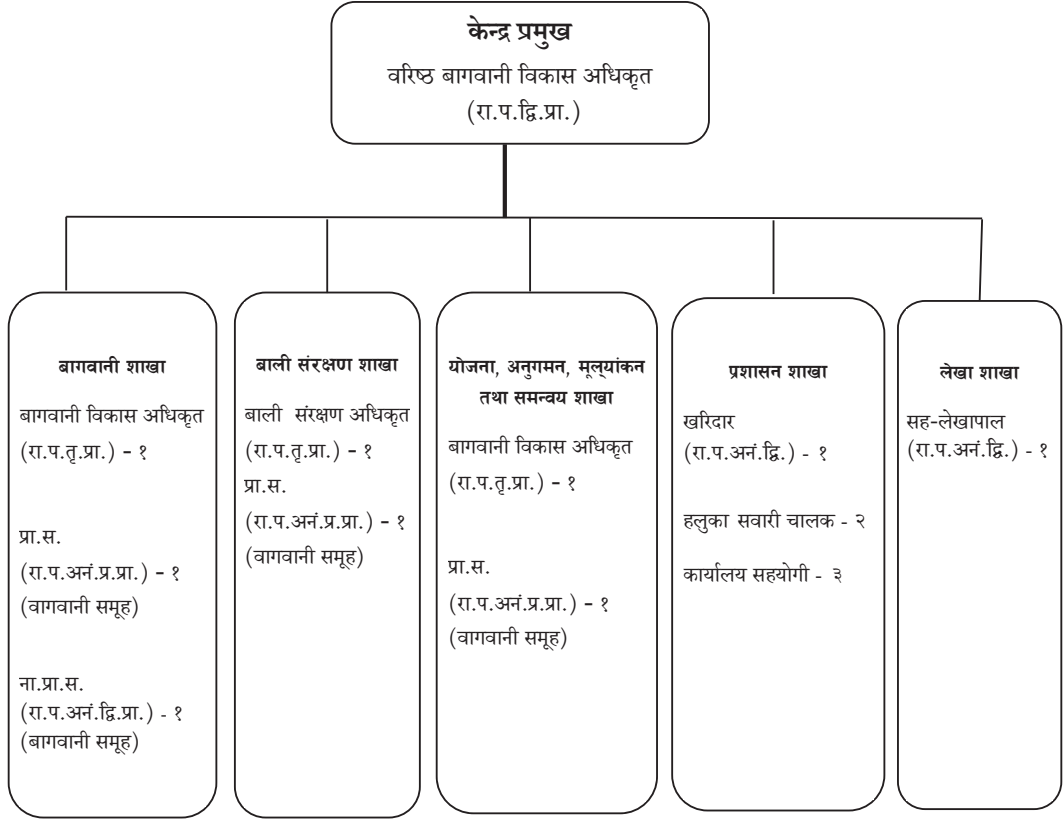 केन्द्र प्रमुख
वरिष्ठ बागवानी विकास अधिकृत
(रा.प.द्वि.प्रा.)
बागवानी शाखा
बागवानी विकास अधिकृत
(रा.प.तृ.प्रा.) - १
प्रा.स.
(रा.प.अनं.प्र.प्रा.) - १
(वागवानी समूह)
ना.प्रा.स.
(रा.प.अनं.द्वि.प्रा.) - १
(बागवानी समूह)
बाली संरक्षण शाखा
बाली संरक्षण अधिकृत
(रा.प.तृ.प्रा.) - १
प्रा.स.
(रा.प.अनं.प्र.प्रा.) - १
(वागवानी समूह)
योजना, अनुगमन, मूल्यांकन
तथा समन्वय शाखा
बागवानी विकास अधिकृत
(रा.प.तृ.प्रा.) - १
प्रा.स.
(रा.प.अनं.प्र.प्रा.) - १
(वागवानी समूह)
प्रशासन शाखा
खरिदार
(रा.प.अनं.द्वि.) - १
हलुका सवारी चालक - २
कार्यालय सहयोगी - ३
लेखा शाखा
सह-लेखापाल
(रा.प.अनं.द्वि.) - १